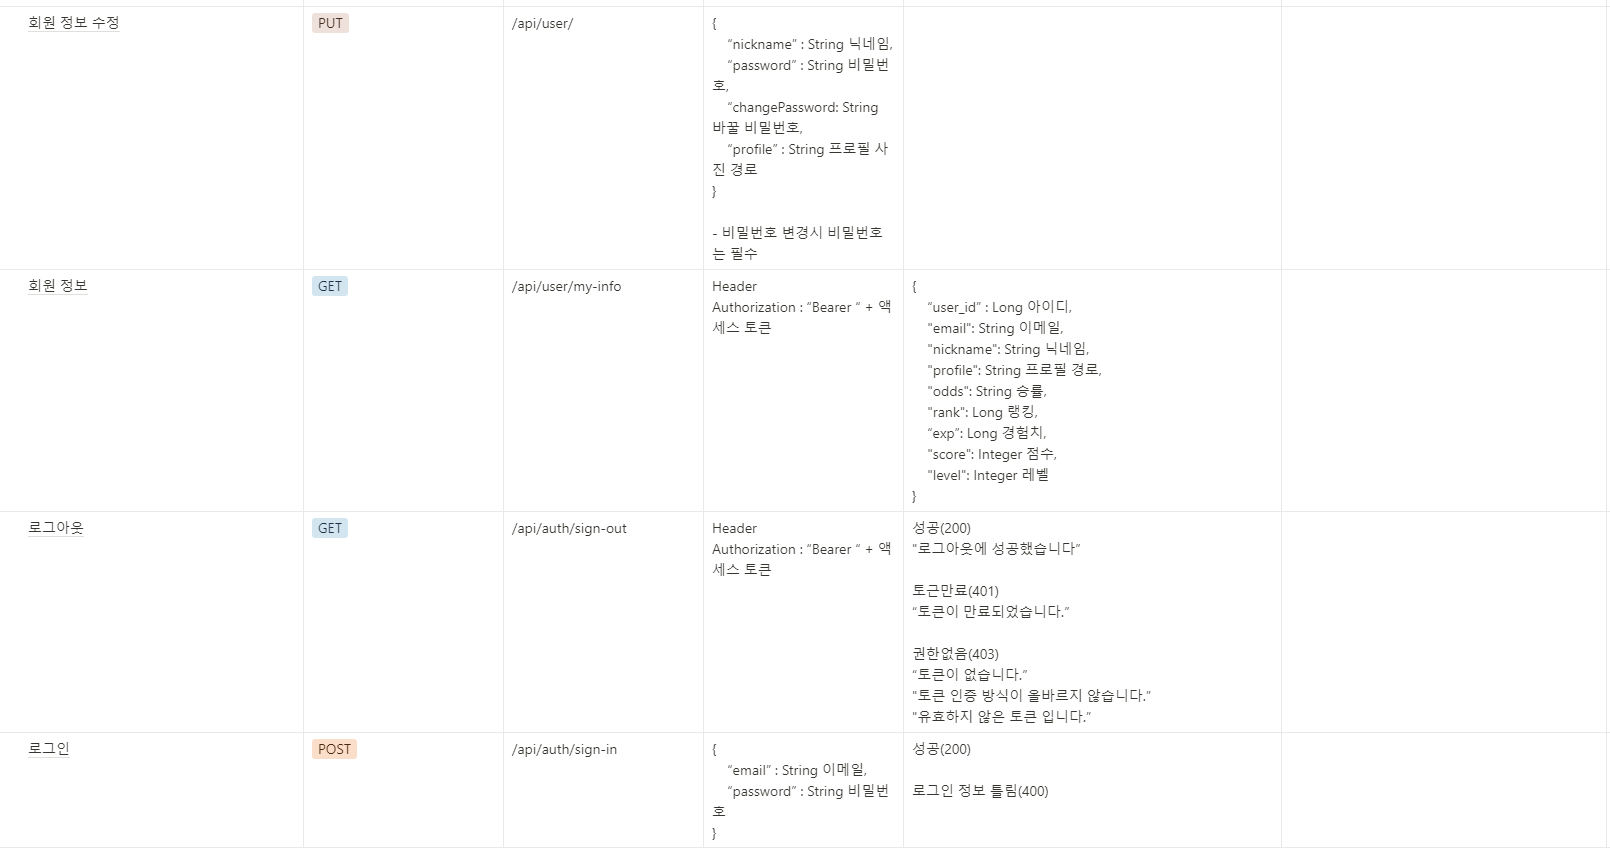 회원 정보 수정
PUT
/api/user/
{
“nickname” : String 닉네임,
“password” : String 비밀번
호,
“changePassword: String
바꿀 비밀번호,
“profile” : String 프로필 사
진 경로
}
- 비밀번호 변경시 비밀번호
는 필수
회원 정보
GET
/api/user/my-info
Header
Authorization : “Bearer “ + 액
세스 토큰
{
“user_id” : Long 아이디,
"email": String 이메일,
"nickname": String 닉네임,
"profile": String 프로필 경로,
"odds": String 승률,
"rank": Long 랭킹,
“exp”: Long 경험치,
"score": Integer 점수,
"level": Integer 레벨
}
로그아웃
GET
/api/auth/sign-out
Header
Authorization : “Bearer “ + 액
세스 토큰
성공(200)
"로그아웃에 성공했습니다”
토근만료(401)
“토큰이 만료되었습니다.”
권한없음(403)
“토큰이 없습니다.”
"토큰 인증 방식이 올바르지 않습니다.”
"유효하지 않은 토큰 입니다.”
로그인
POST
/api/auth/sign-in
{
“email” : String 이메일,
“password” : String 비밀번
호
}
성공(200)
로그인 정보 틀림(400)